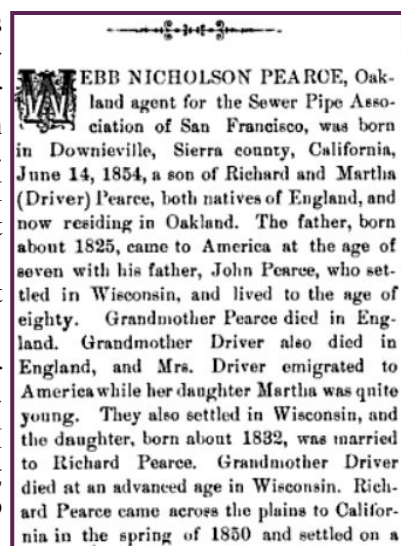 WEBB NICHOLSON PEARCE, Oak-
land agent for the Sewer Pipe Asso-
ciation of San Francisco, was born
in Downieville, Sierra county, California,
June 14, 1854, a son of Richard and Martha
(Driver) Pearce, both natives of England, and
now residing in Oakland. The father, born
about 1825, came to America at the age of
seven with his father, John Pearce, who set-
tled in Wisconsin, and lived to the age of
eighty. Grandmother Pearce died in Eng-
land. Grandmother Driver also died in
England, and Mrs. Driver emigrated to
America while her daughter Martha was quite
young. They also settled in Wisconsin, and
the daughter, born about 1832, was married
to Richard Pearce. Grandmother Driver
died at an advanced age in Wisconsin. Rich-
ard Pearce came across the plains to Califor-
nia in the spring of 1850 and settled on a